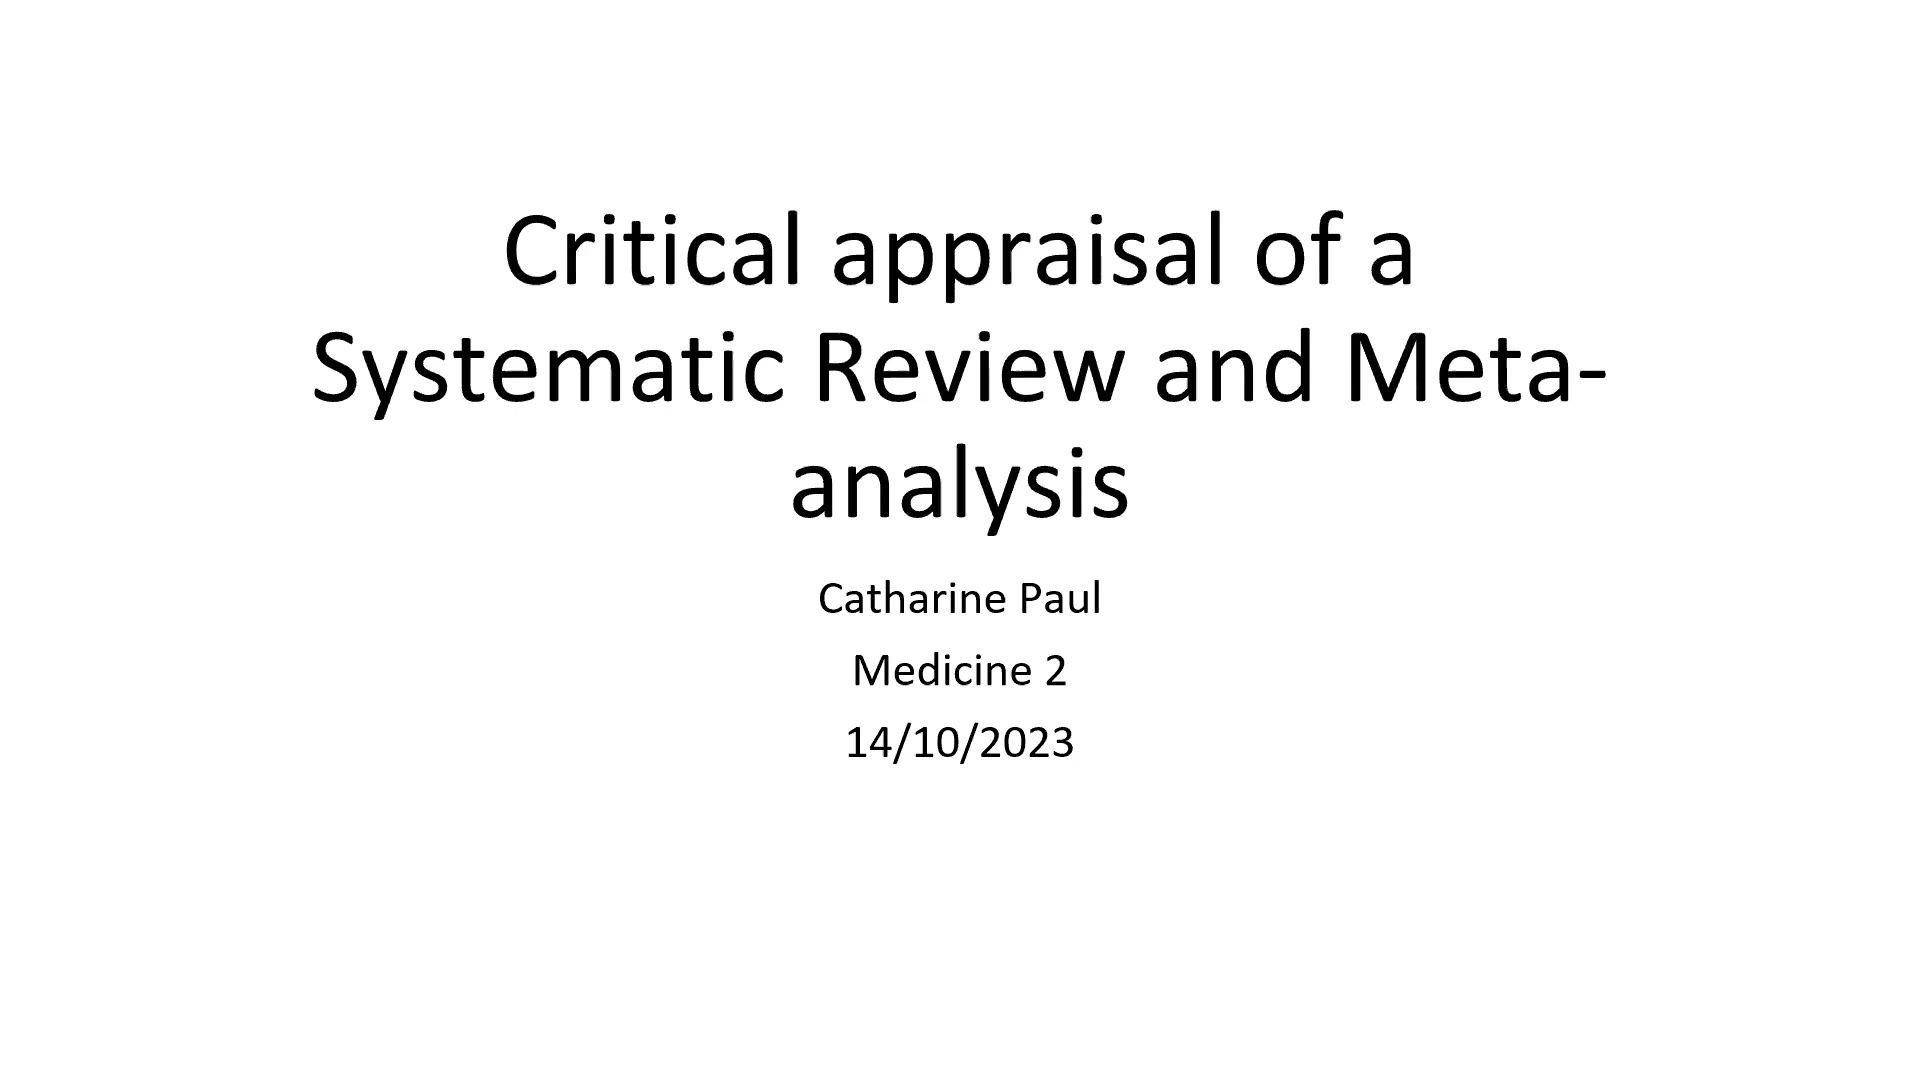 Critical appraisal of a
Systematic Review and Meta-
analysis
Catharine Paul
Medicine 2
14/10/2023